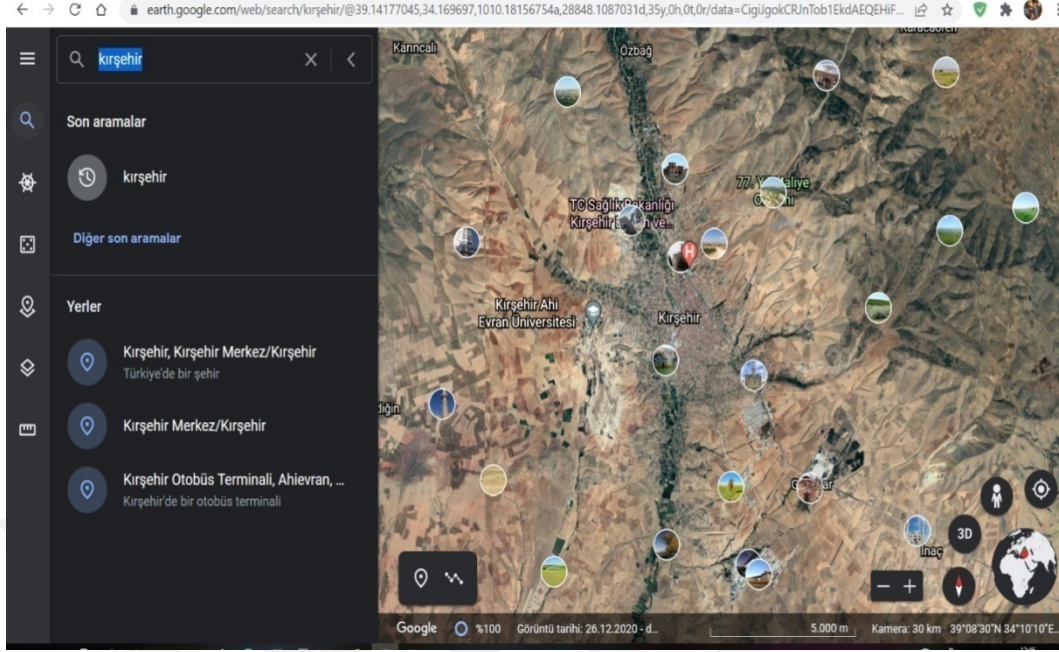 earth.google.com/web/search/kırşehir/@39.14177045,34.169697,1010.18156754a,28848.1087031d,35y,0h,0t,0r/data=CigiJgokCRJnTob1EkdAEQEHiF...
kırşehir
Son aramalar
kırşehir
Diğer son aramalar
Yerler
Kırşehir, Kırşehir Merkez/Kırşehir
Türkiye'de bir şehir
Kırşehir Merkez/Kırşehir
Kırşehir Otobüs Terminali, Ahievran, ...
Kırşehir'de bir otobüs terminali
Karıncalı
Özbağ
Karacaören
77.
TC Sağlık Bakanlığı
Kırşehir ve...
Kırşehir Ahi
Evran Üniversitesi
Kırşehir
diğin
İnaç
H
3D
Google
%100
Görüntü tarihi: 26.12.2020 - d...
5.000 m
Kamera: 30 km
39°08'30"N 34°10'10"E...